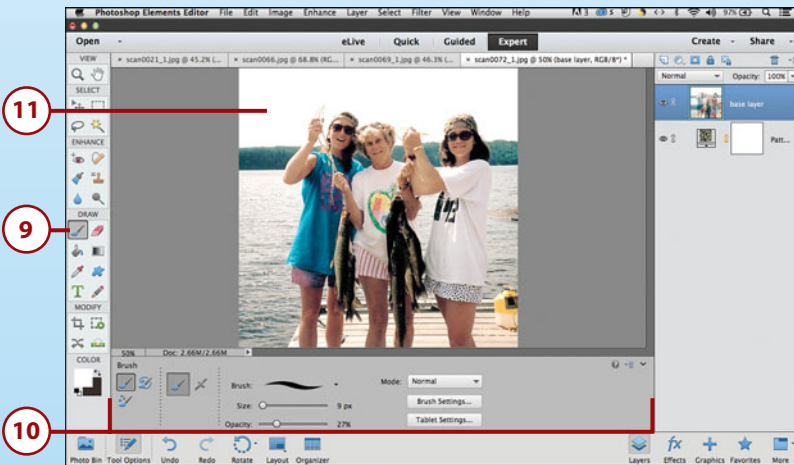 Photoshop Elements Editor File Edit Image Enhance Layer Select Filter View Window Help 97%
Open eLive Quick Guided Expert Create Share
VIEW
× scan0021_1.jpg @ 45.2% (... × scan0066.jpg @ 68.8% (RG... × scan0069_1.jpg @ 46.3% (... × scan0072_1.jpg @ 50% (base layer, RGB/8*) *
Normal Opacity: 100%
SELECT
base layer
11
ENHANCE
Patt...
DRAW
9
T
MODIFY
50% Doc: 2.66M/2.66M
COLOR
Brush
Brush: Mode: Normal
Size: 9 px Brush Settings...
Opacity: 27% Tablet Settings...
10
Photo Bin Tool Options Undo Redo Rotate Layout Organizer Layers Effects Graphics Favorites More